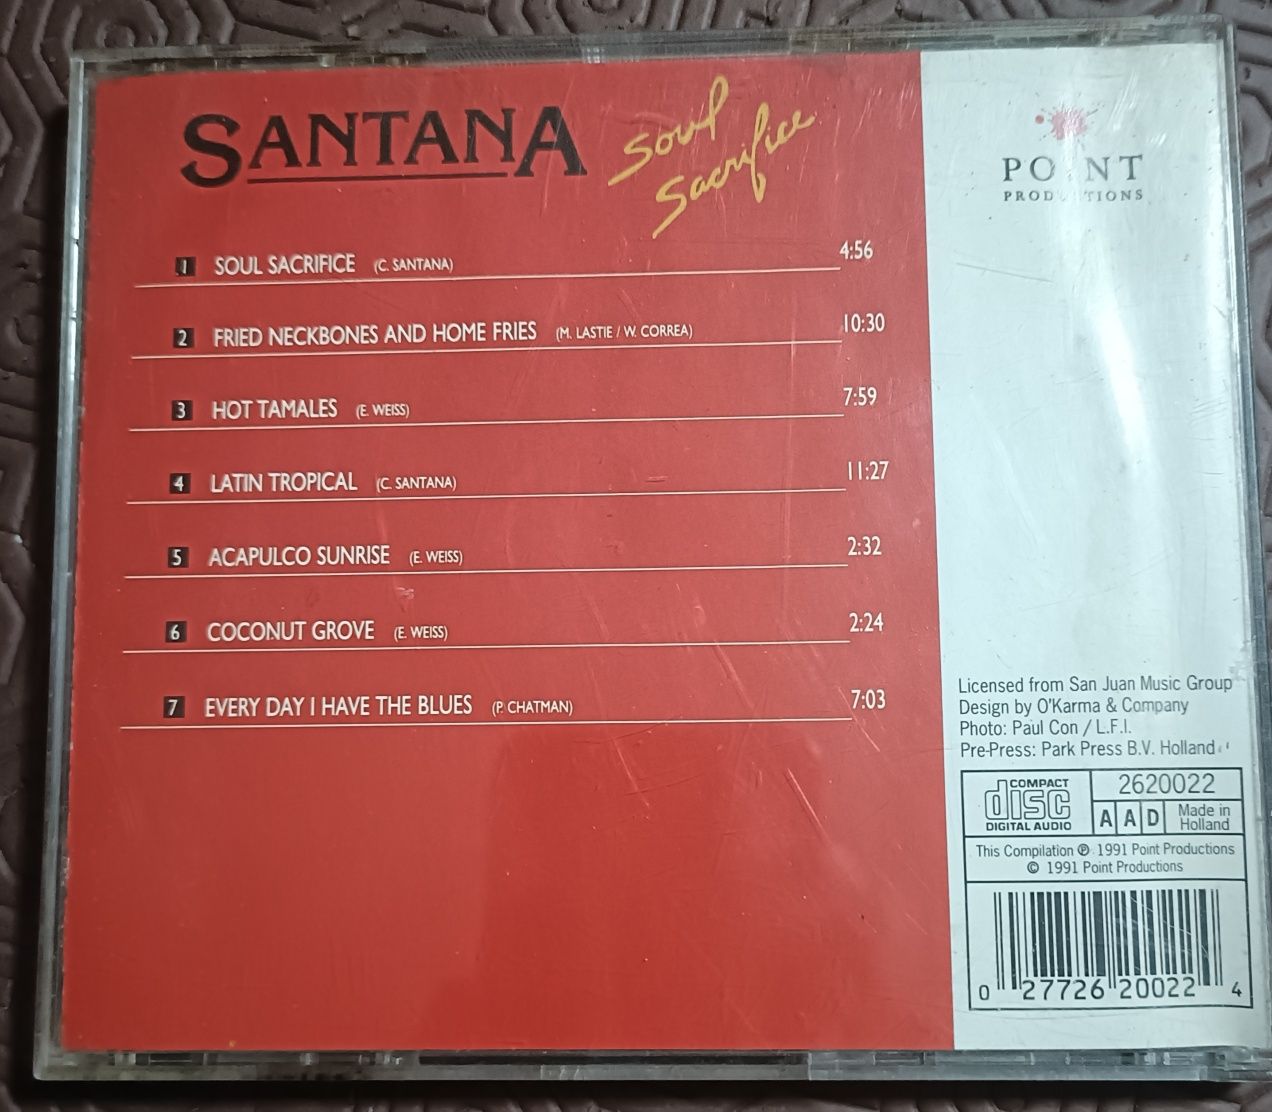 SANTANA
Soul
Sacrifice
1 SOUL SACRIFICE (C. SANTANA) 4:56
2 FRIED NECKBONES AND HOME FRIES (M. LASTIE / W. CORREA) 10:30
3 HOT TAMALES (E. WEISS) 7:59
4 LATIN TROPICAL (C. SANTANA) 11:27
5 ACAPULCO SUNRISE (E. WEISS) 2:32
6 COCONUT GROVE (E. WEISS) 2:24
7 EVERY DAY I HAVE THE BLUES (P. CHATMAN) 7:03
POINT
PRODUCTIONS
Licensed from San Juan Music Group
Design by O'Karma & Company
Photo: Paul Con / L.F.I.
Pre-Press: Park Press B.V. Holland
COMPACT
disc
DIGITAL AUDIO
2620022
A A D
Made in
Holland
This Compilation ℗ 1991 Point Productions
© 1991 Point Productions
0 27726 20022 4